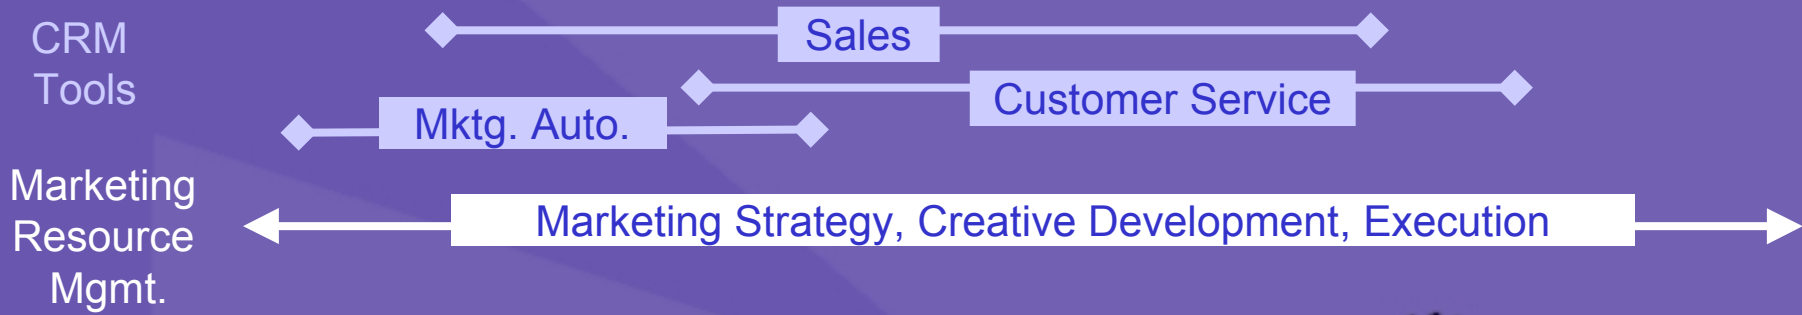 CRM
Tools
Sales
Customer Service
Mktg. Auto.
Marketing
Resource
Mgmt.
Marketing Strategy, Creative Development, Execution